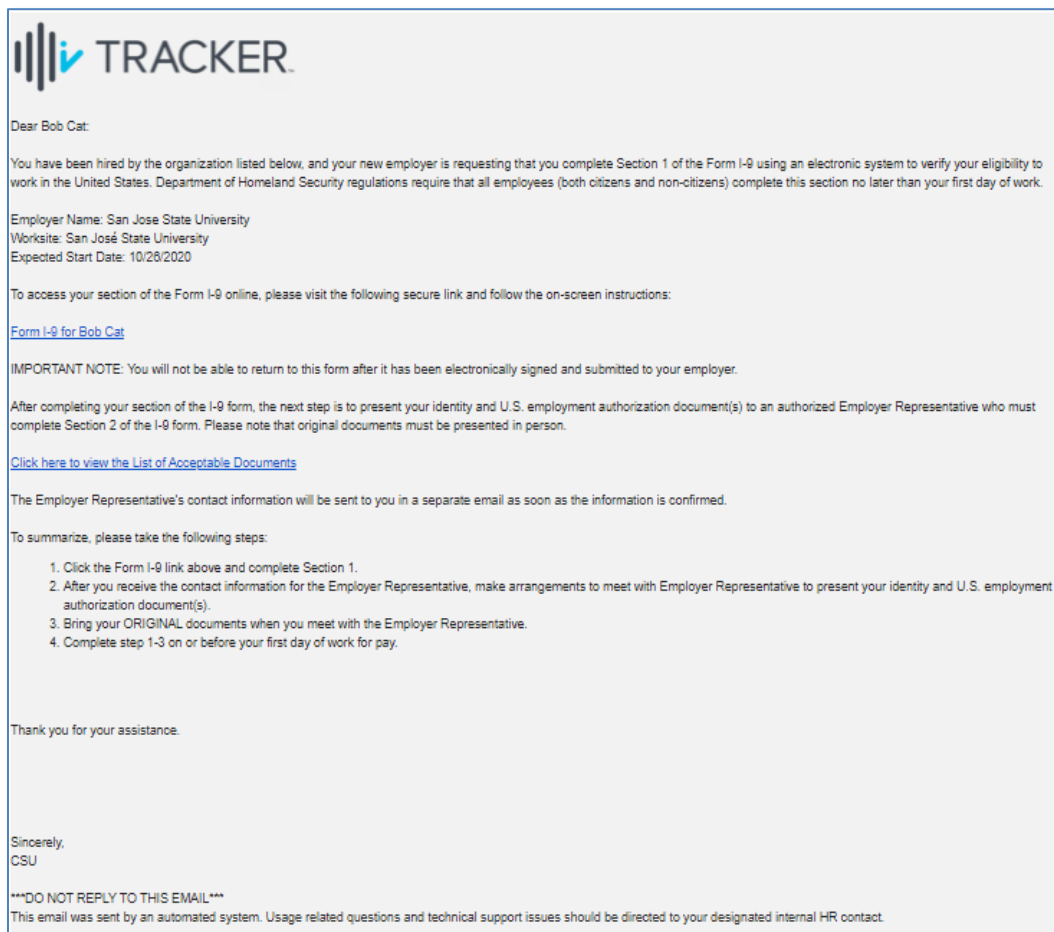 TRACKER
Dear Bob Cat:
You have been hired by the organization listed below, and your new employer is requesting that you complete Section 1 of the Form I-9 using an electronic system to verify your eligibility to
work in the United States. Department of Homeland Security regulations require that all employees (both citizens and non-citizens) complete this section no later than your first day of work.
Employer Name: San Jose State University
Worksite: San José State University
Expected Start Date: 10/26/2020
To access your section of the Form I-9 online, please visit the following secure link and follow the on-screen instructions:
Form I-9 for Bob Cat
IMPORTANT NOTE: You will not be able to return to this form after it has been electronically signed and submitted to your employer.
After completing your section of the I-9 form, the next step is to present your identity and U.S. employment authorization document(s) to an authorized Employer Representative who must
complete Section 2 of the I-9 form. Please note that original documents must be presented in person.
Click here to view the List of Acceptable Documents
The Employer Representative's contact information will be sent to you in a separate email as soon as the information is confirmed.
To summarize, please take the following steps:
1. Click the Form I-9 link above and complete Section 1.
2. After you receive the contact information for the Employer Representative, make arrangements to meet with Employer Representative to present your identity and U.S. employment
authorization document(s).
3. Bring your ORIGINAL documents when you meet with the Employer Representative.
4. Complete step 1-3 on or before your first day of work for pay.
Thank you for your assistance.
Sincerely,
CSU
***DO NOT REPLY TO THIS EMAIL***
This email was sent by an automated system. Usage related questions and technical support issues should be directed to your designated internal HR contact.